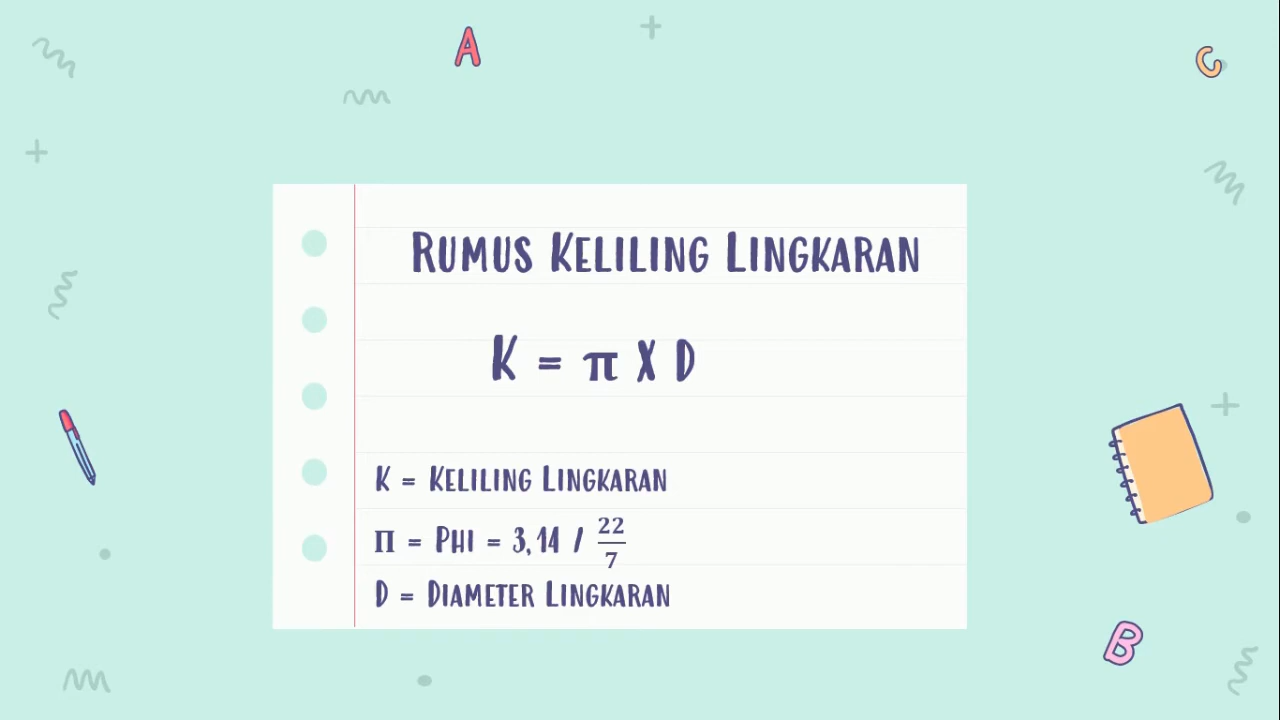 A
C
RUMUS KELILING LINGKARAN
K = π X D
K = KELILING LINGKARAN
Π = PHI = 3,14 / 22/7
D = DIAMETER LINGKARAN
B